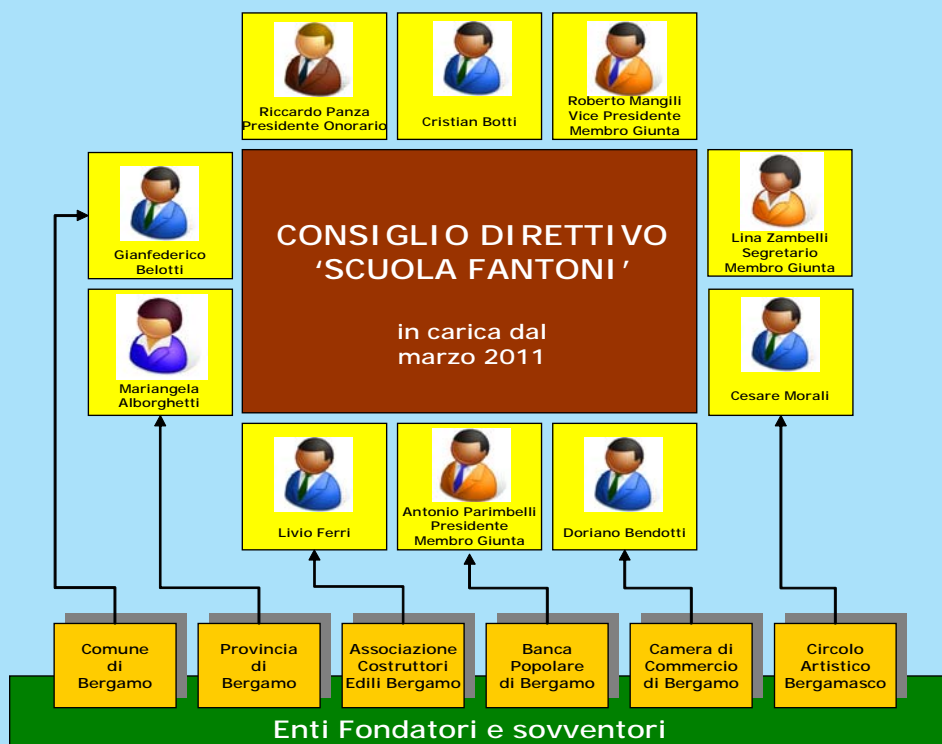 Riccardo Panza
Presidente Onorario
Cristian Botti
Roberto Mangili
Vice Presidente
Membro Giunta
Gianfederico
Belotti
CONSIGLIO DIRETTIVO
'SCUOLA FANTONI'
in carica dal
marzo 2011
Lina Zambelli
Segretario
Membro Giunta
Mariangela
Alborghetti
Cesare Morali
Livio Ferri
Antonio Parimbelli
Presidente
Membro Giunta
Doriano Bendotti
Comune
di
Bergamo
Provincia
di
Bergamo
Associazione
Costruttori
Edili Bergamo
Banca
Popolare
di Bergamo
Camera di
Commercio
di Bergamo
Circolo
Artistico
Bergamasco
Enti Fondatori e sovventori